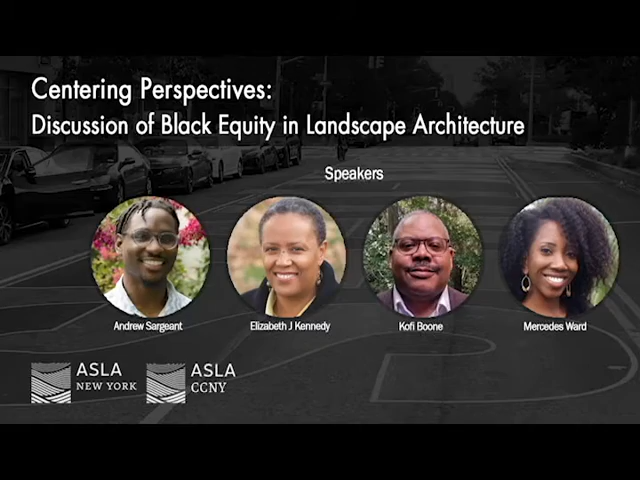 Centering Perspectives:
Discussion of Black Equity in Landscape Architecture
Speakers
Andrew Sargeant
Elizabeth J Kennedy
Kofi Boone
Mercedes Ward
ASLA
NEW YORK
ASLA
CCNY